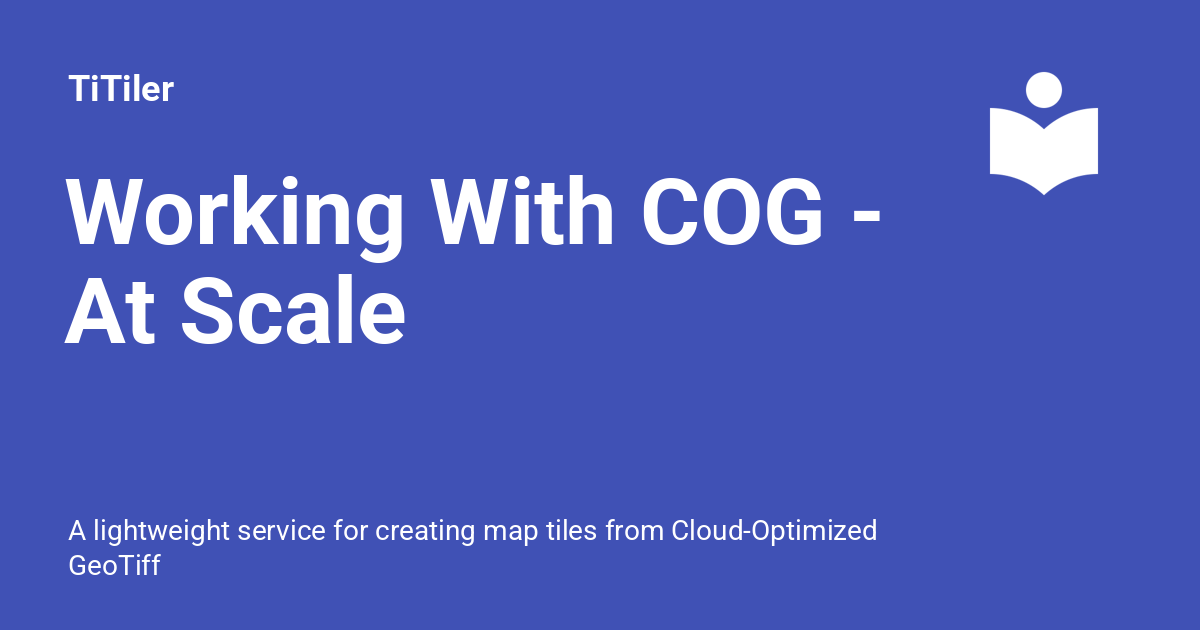 TiTiler
Working With COG -
At Scale
A lightweight service for creating map tiles from Cloud-Optimized
GeoTiff